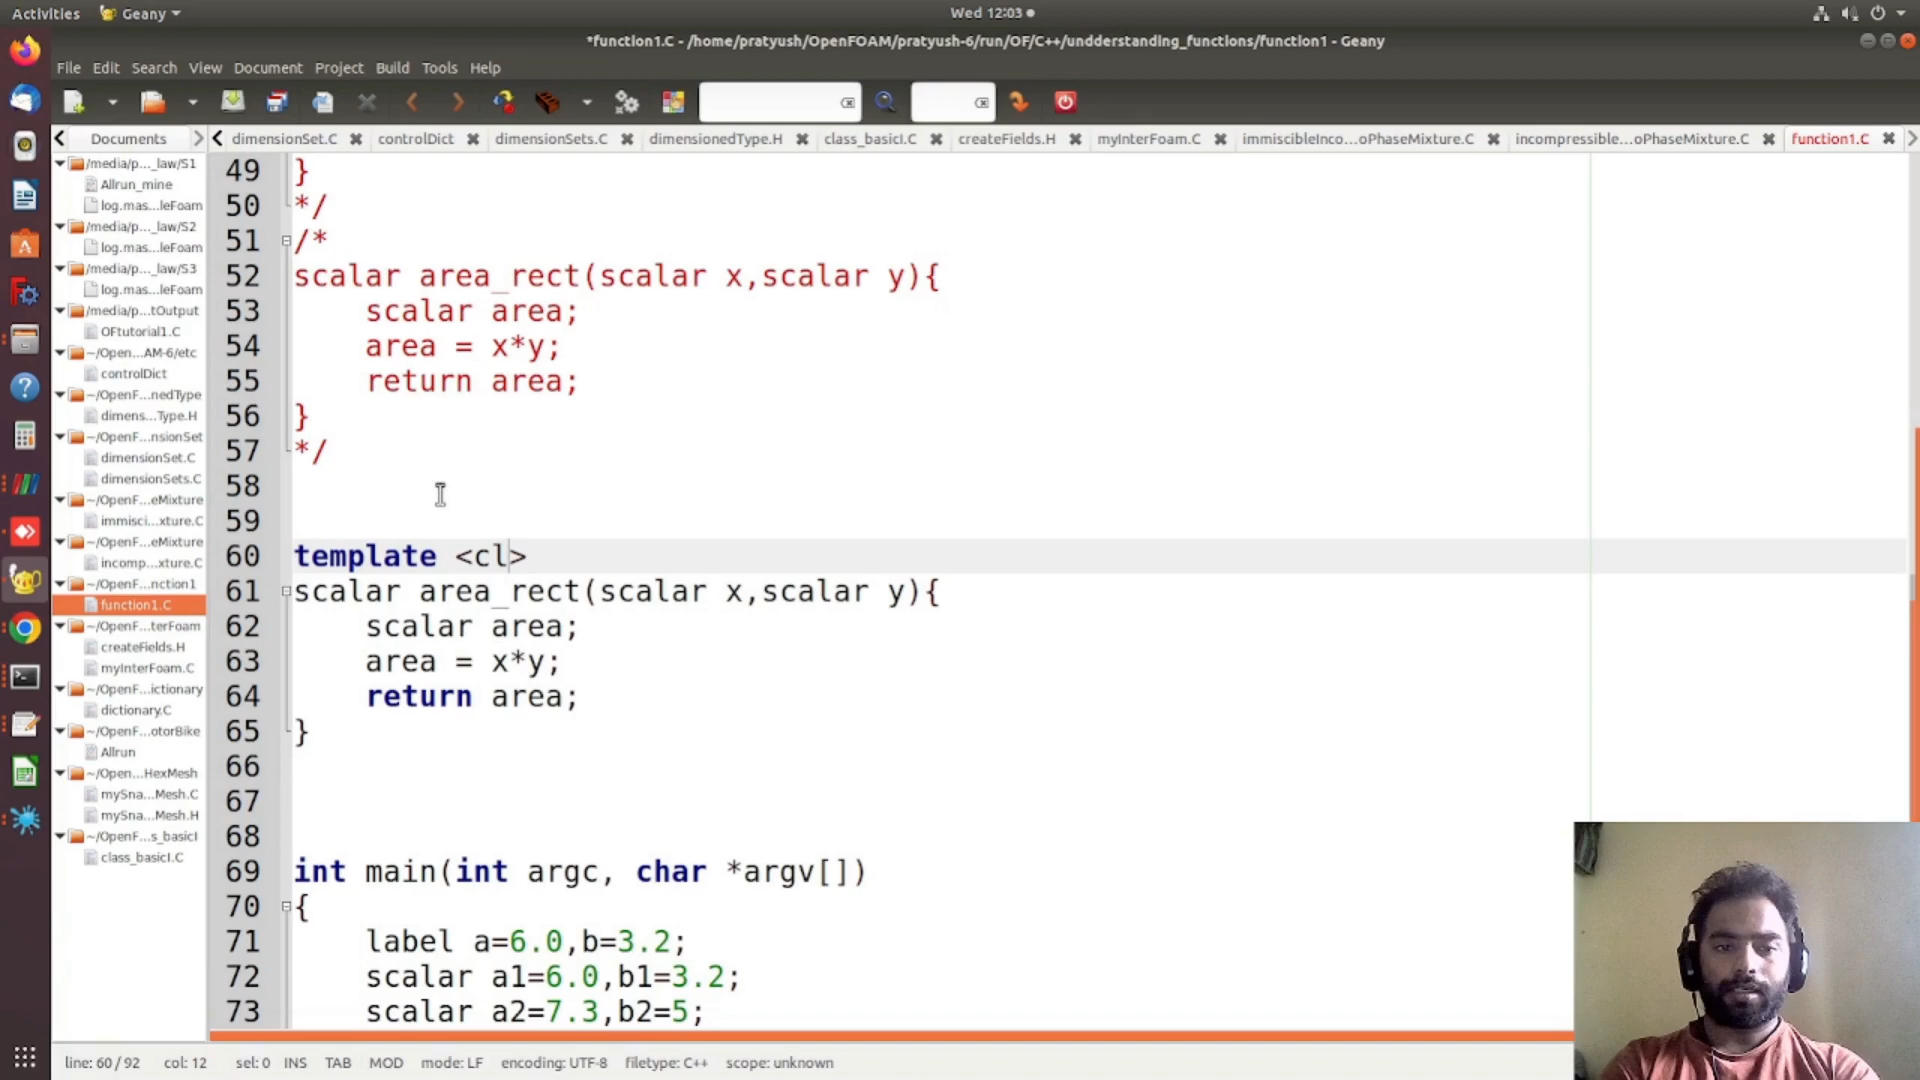 Activities Geany Wed 12:03
*function1.C - /home/pratyush/OpenFOAM/pratyush-6/run/OF/C++/undderstanding_functions/function1 - Geany
File Edit Search View Document Project Build Tools Help
Documents dimensionSet.C controlDict dimensionSets.C dimensionedType.H class_basicI.C createFields.H myInterFoam.C immiscibleInco...oPhaseMixture.C incompressible...oPhaseMixture.C function1.C
/media/p..._law/S1
Allrun_mine
log.mas...leFoam
/media/p..._law/S2
log.mas...leFoam
/media/p..._law/S3
log.mas...leFoam
/media/p...tOutput
OFtutorial1.C
~/Open...AM-6/etc
controlDict
~/OpenF...nedType
dimens...Type.H
~/OpenF...nsionSet
dimensionSet.C
dimensionSets.C
~/OpenF...eMixture
immisci...xture.C
~/OpenF...eMixture
incomp...xture.C
~/OpenF...nction1
function1.C
~/OpenF...terFoam
createFields.H
myInterFoam.C
~/OpenF...ictionary
dictionary.C
~/OpenF...otorBike
Allrun
~/Open...HexMesh
mySna...Mesh.C
mySna...Mesh.H
~/OpenF...s_basicI
class_basicI.C
49 }
50 */
51 /*
52 scalar area_rect(scalar x,scalar y){
53 scalar area;
54 area = x*y;
55 return area;
56 }
57 */
58
59
60 template <cl>
61 scalar area_rect(scalar x,scalar y){
62 scalar area;
63 area = x*y;
64 return area;
65 }
66
67
68
69 int main(int argc, char *argv[])
70 {
71 label a=6.0,b=3.2;
72 scalar a1=6.0,b1=3.2;
73 scalar a2=7.3,b2=5;
line: 60 / 92 col: 12 sel: 0 INS TAB MOD mode: LF encoding: UTF-8 filetype: C++ scope: unknown